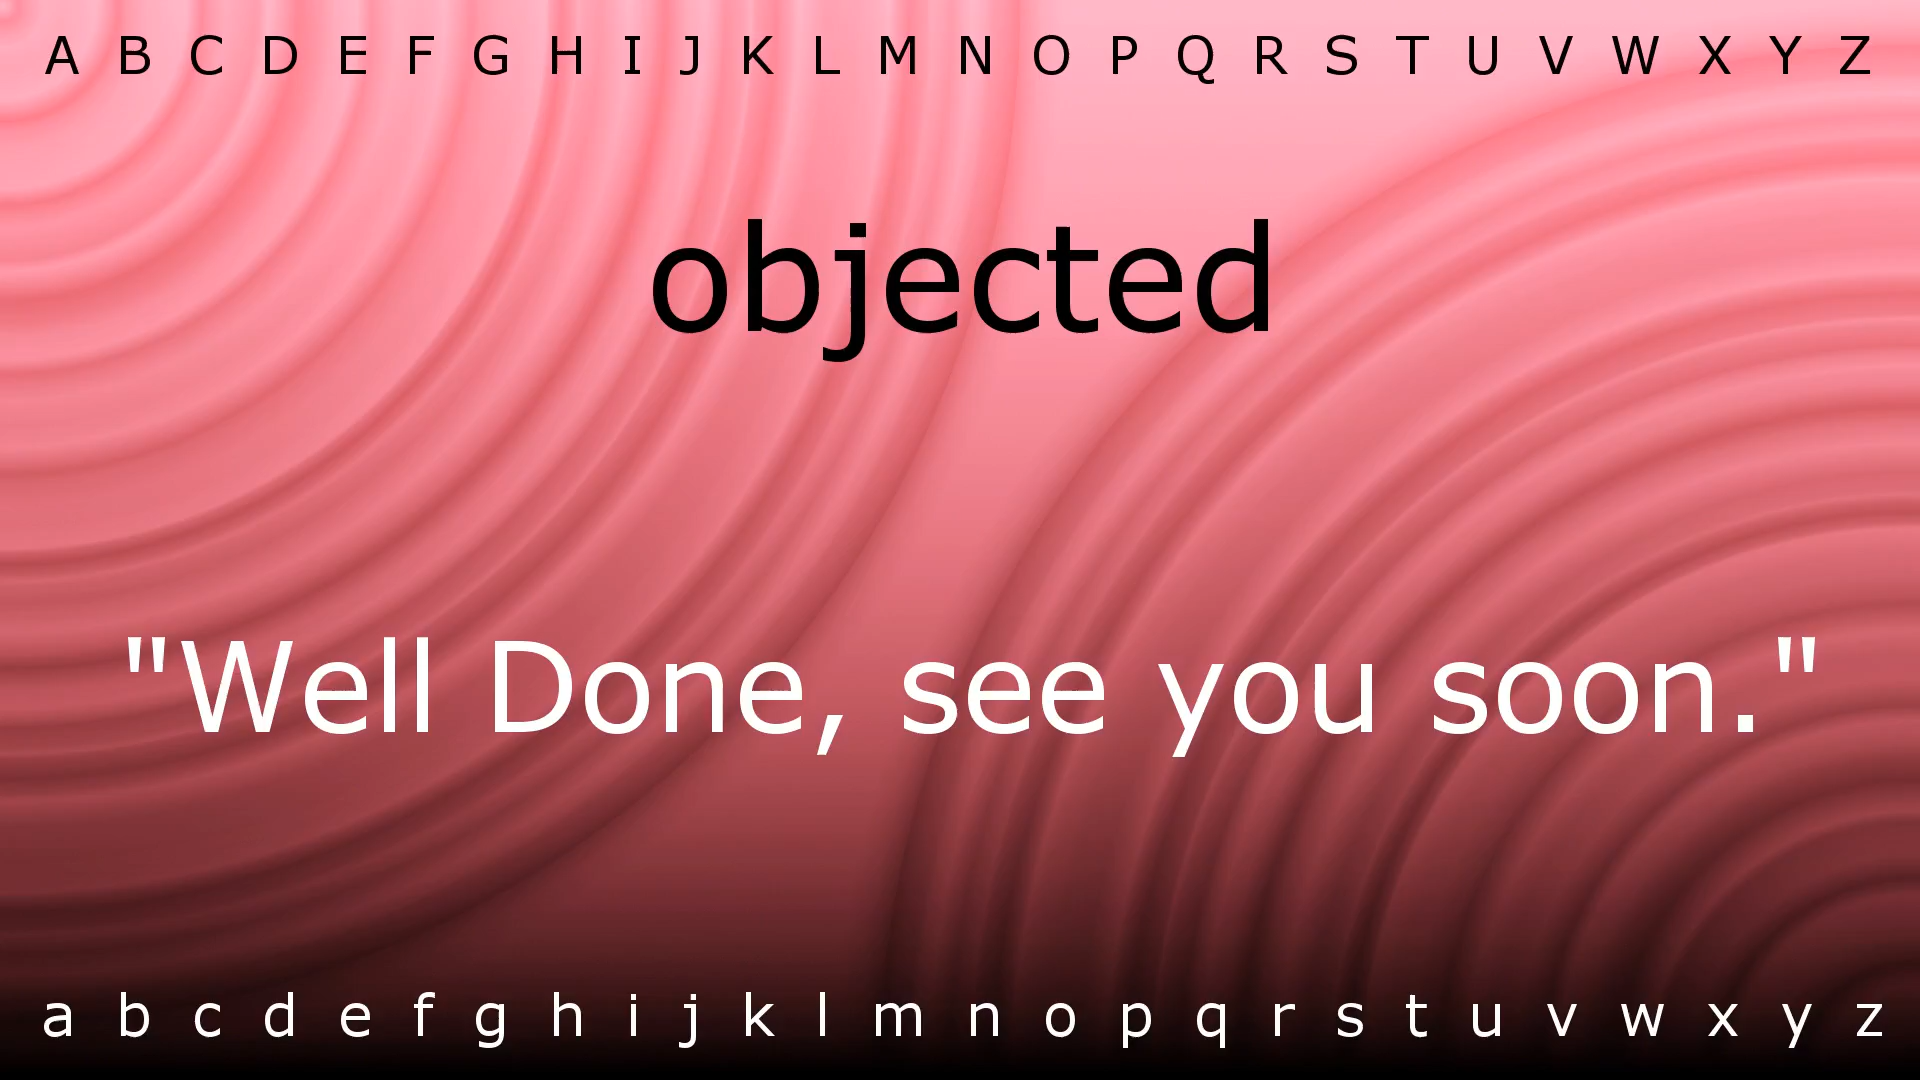 A B C D E F G H I J K L M N O P Q R S T U V W X Y Z
objected
"Well Done, see you soon."
a b c d e f g h i j k l m n o p q r s t u v w x y z